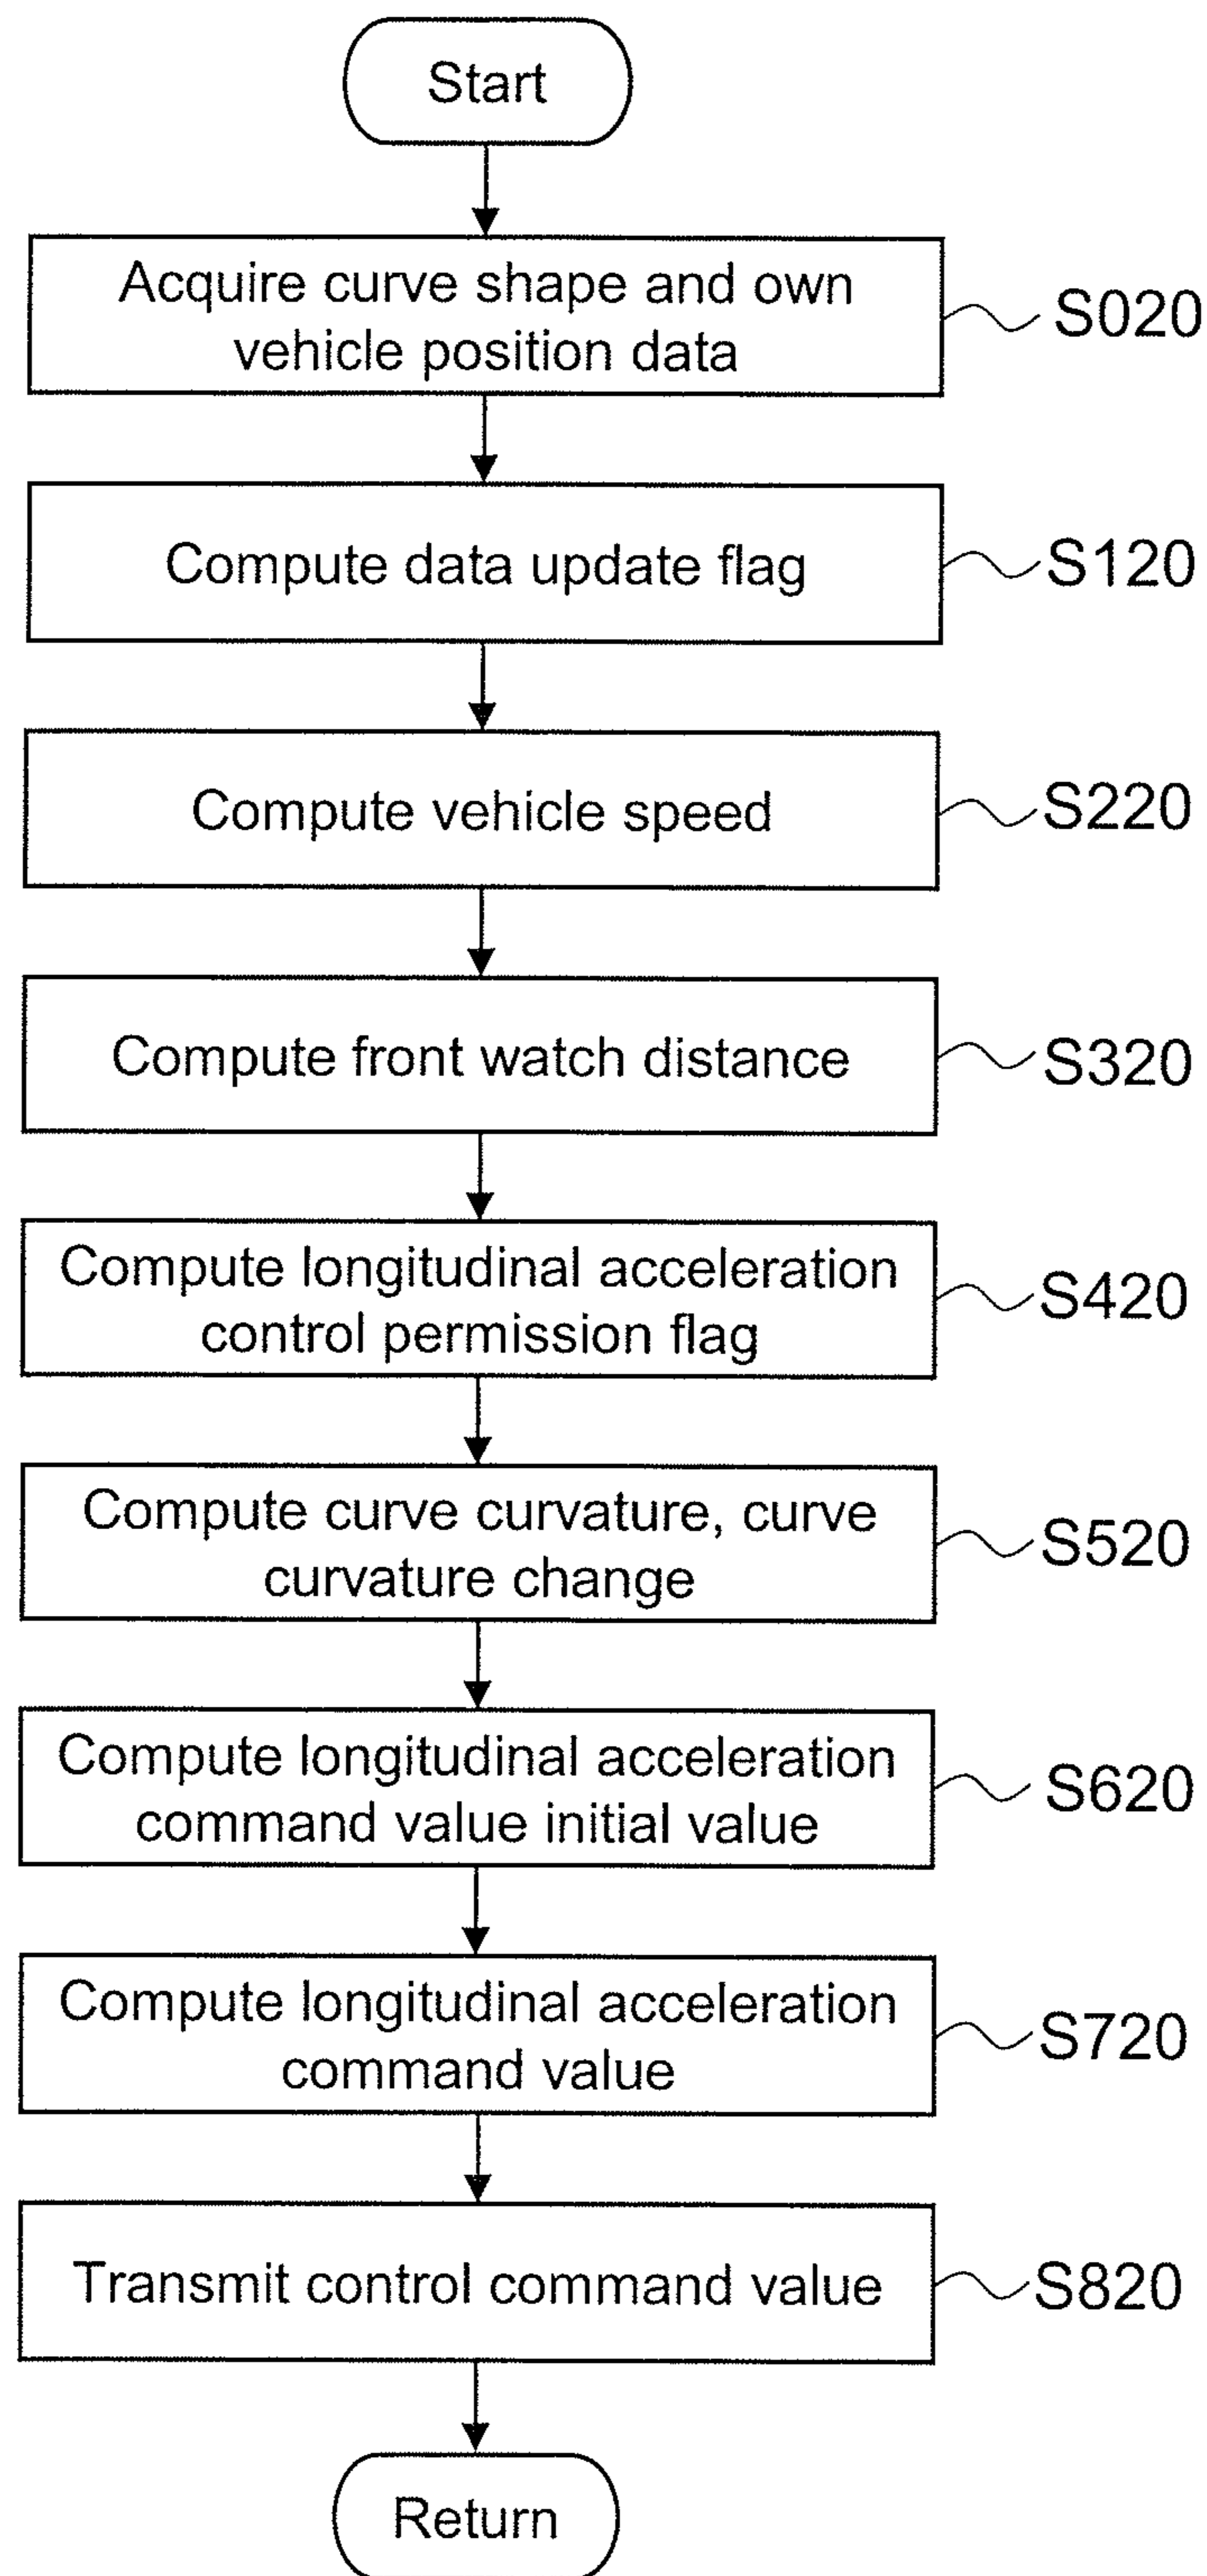 Start
Acquire curve shape and own
vehicle position data
S020
Compute data update flag
S120
Compute vehicle speed
S220
Compute front watch distance
S320
Compute longitudinal acceleration
control permission flag
S420
Compute curve curvature, curve
curvature change
S520
Compute longitudinal acceleration
command value initial value
S620
Compute longitudinal acceleration
command value
S720
Transmit control command value
S820
Return